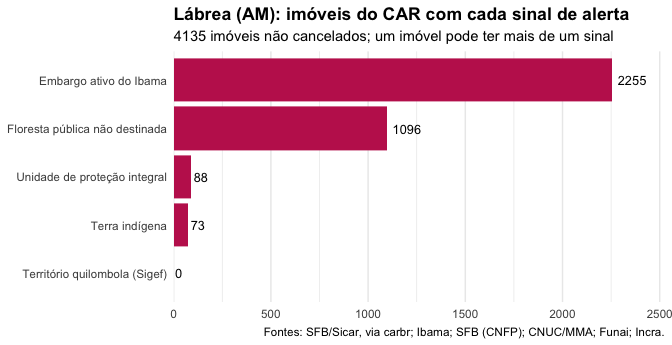 Lábrea (AM): imóveis do CAR com cada sinal de alerta
4135 imóveis não cancelados; um imóvel pode ter mais de um sinal
Embargo ativo do Ibama 2255
Floresta pública não destinada 1096
Unidade de proteção integral 88
Terra indígena 73
Território quilombola (Sigef) 0
0 500 1000 1500 2000 2500
Fontes: SFB/Sicar, via carbr; Ibama; SFB (CNFP); CNUC/MMA; Funai; Incra.